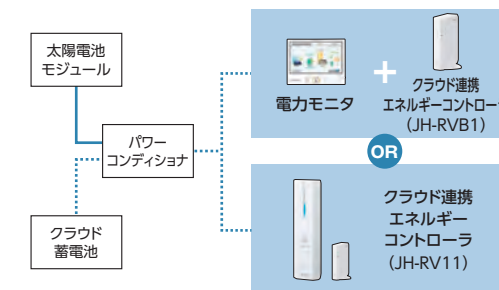 太陽電池
モジュール
パワー
コンディショナ
クラウド
蓄電池
電力モニタ
+
クラウド連携
エネルギーコントロー
（JH-RVB1）
OR
クラウド連携
エネルギー
コントローラ
（JH-RV11）